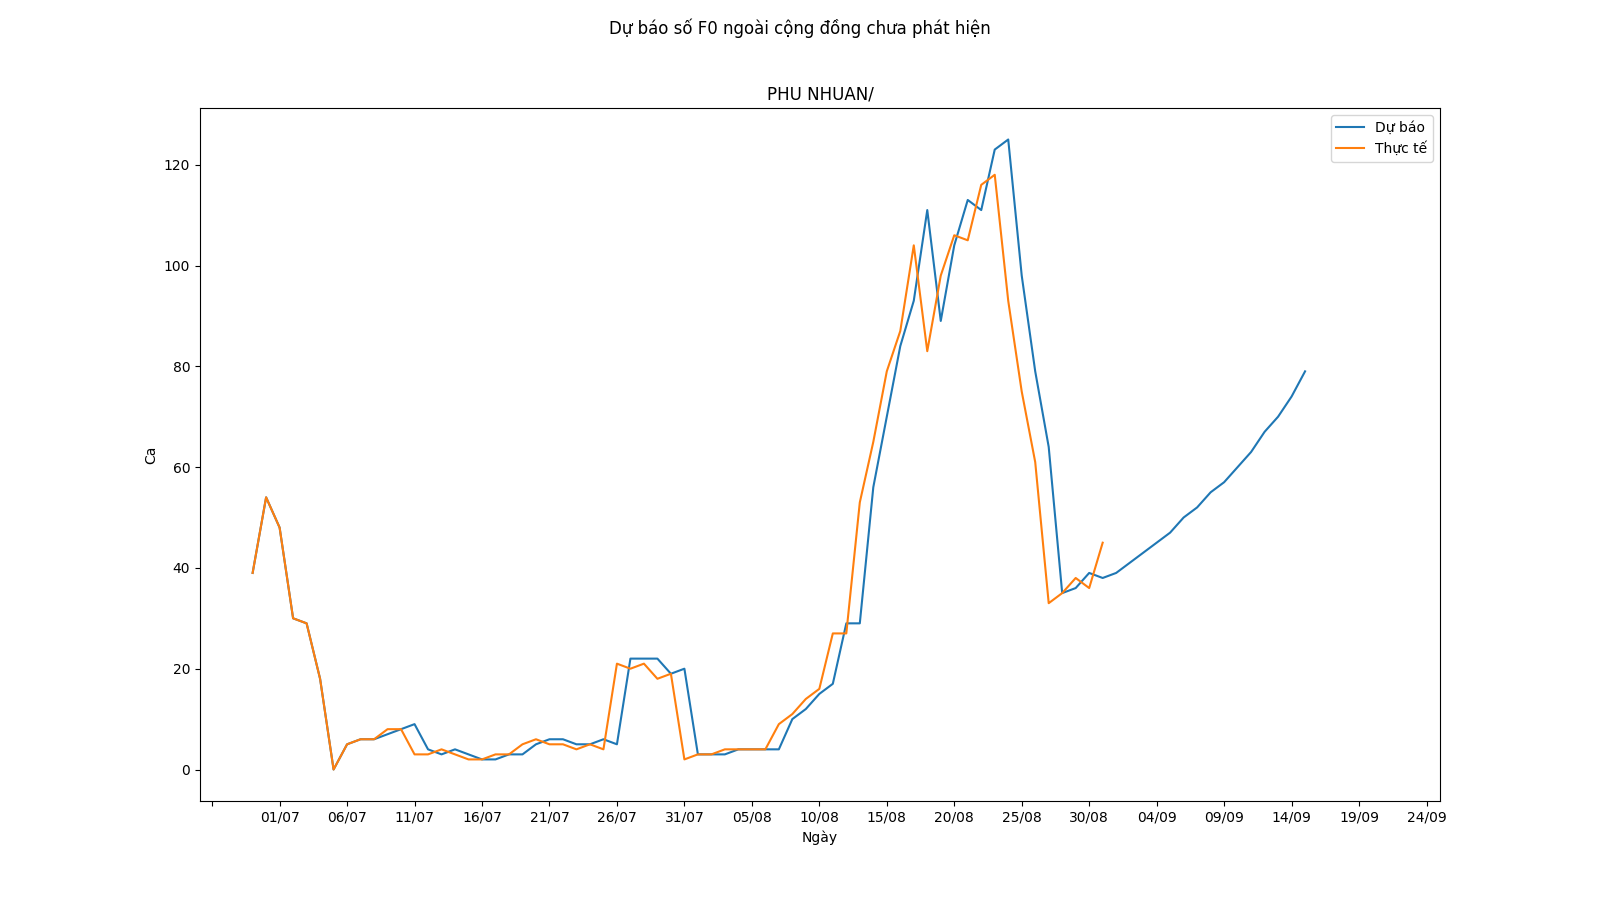 Dự báo số F0 ngoài cộng đồng chưa phát hiện
PHU NHUAN/
Dự báo
Thực tế
120
100
80
60
40
20
0
Ca
01/07 06/07 11/07 16/07 21/07 26/07 31/07 05/08 10/08 15/08 20/08 25/08 30/08 04/09 09/09 14/09 19/09 24/09
Ngày